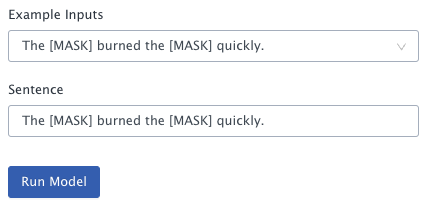 Example Inputs
The [MASK] burned the [MASK] quickly.
Sentence
The [MASK] burned the [MASK] quickly.
Run Model